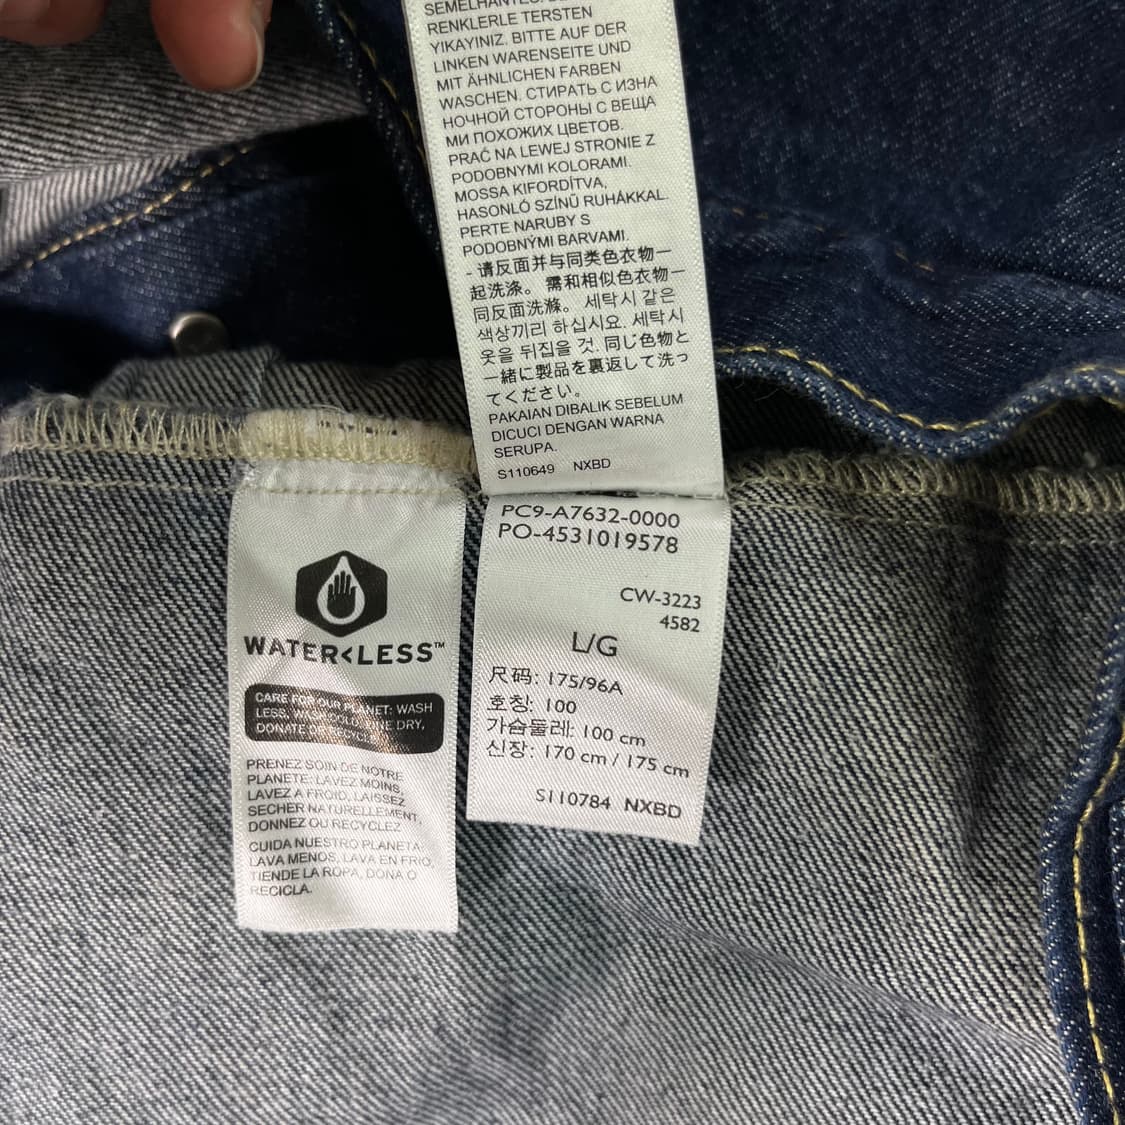 RENKLERLE TERSTEN
YIKAYINIZ. BITTE AUF DER
LINKEN WARENSEITE UND
MIT ÄHNLICHEN FARBEN
WASCHEN. СТИРАТЬ С ИЗНА
НОЧНОЙ СТОРОНЫ С ВЕЩА
МИ ПОХОЖИХ ЦВЕТОВ.
PRAĆ NA LEWEJ STRONIE Z
PODOBNYMI KOLORAMI.
MOSSA KIFORDÍTVA,
HASONLÓ SZÍNŰ RUHÁKKAL.
PERTE NARUBY S
PODOBNÝMI BARVAMI.
- 请反面并与同类色衣物一
起洗涤。 需和相似色衣物一
同反面洗滌。 세탁시 같은
색상끼리 하십시요. 세탁시
옷을 뒤집을 것. 同じ色物と
一緒に製品を裏返して洗っ
てください。
PAKAIAN DIBALIK SEBELUM
DICUCI DENGAN WARNA
SERUPA.
S110649 NXBD
PC9-A7632-0000
PO-4531019578
CW-3223
4582
L/G
尺码: 175/96A
호칭: 100
가슴둘레: 100 cm
신장: 170 cm / 175 cm
S110784 NXBD
WATER<LESS™
CARE FOR OUR PLANET: WASH
LESS, WASH COLD, LINE DRY,
DONATE OR RECYCLE
PRENEZ SOIN DE NOTRE
PLANETE: LAVEZ MOINS,
LAVEZ A FROID, LAISSEZ
SECHER NATURELLEMENT,
DONNEZ OU RECYCLEZ
CUIDA NUESTRO PLANETA:
LAVA MENOS, LAVA EN FRIO,
TIENDE LA ROPA, DONA O
RECICLA.